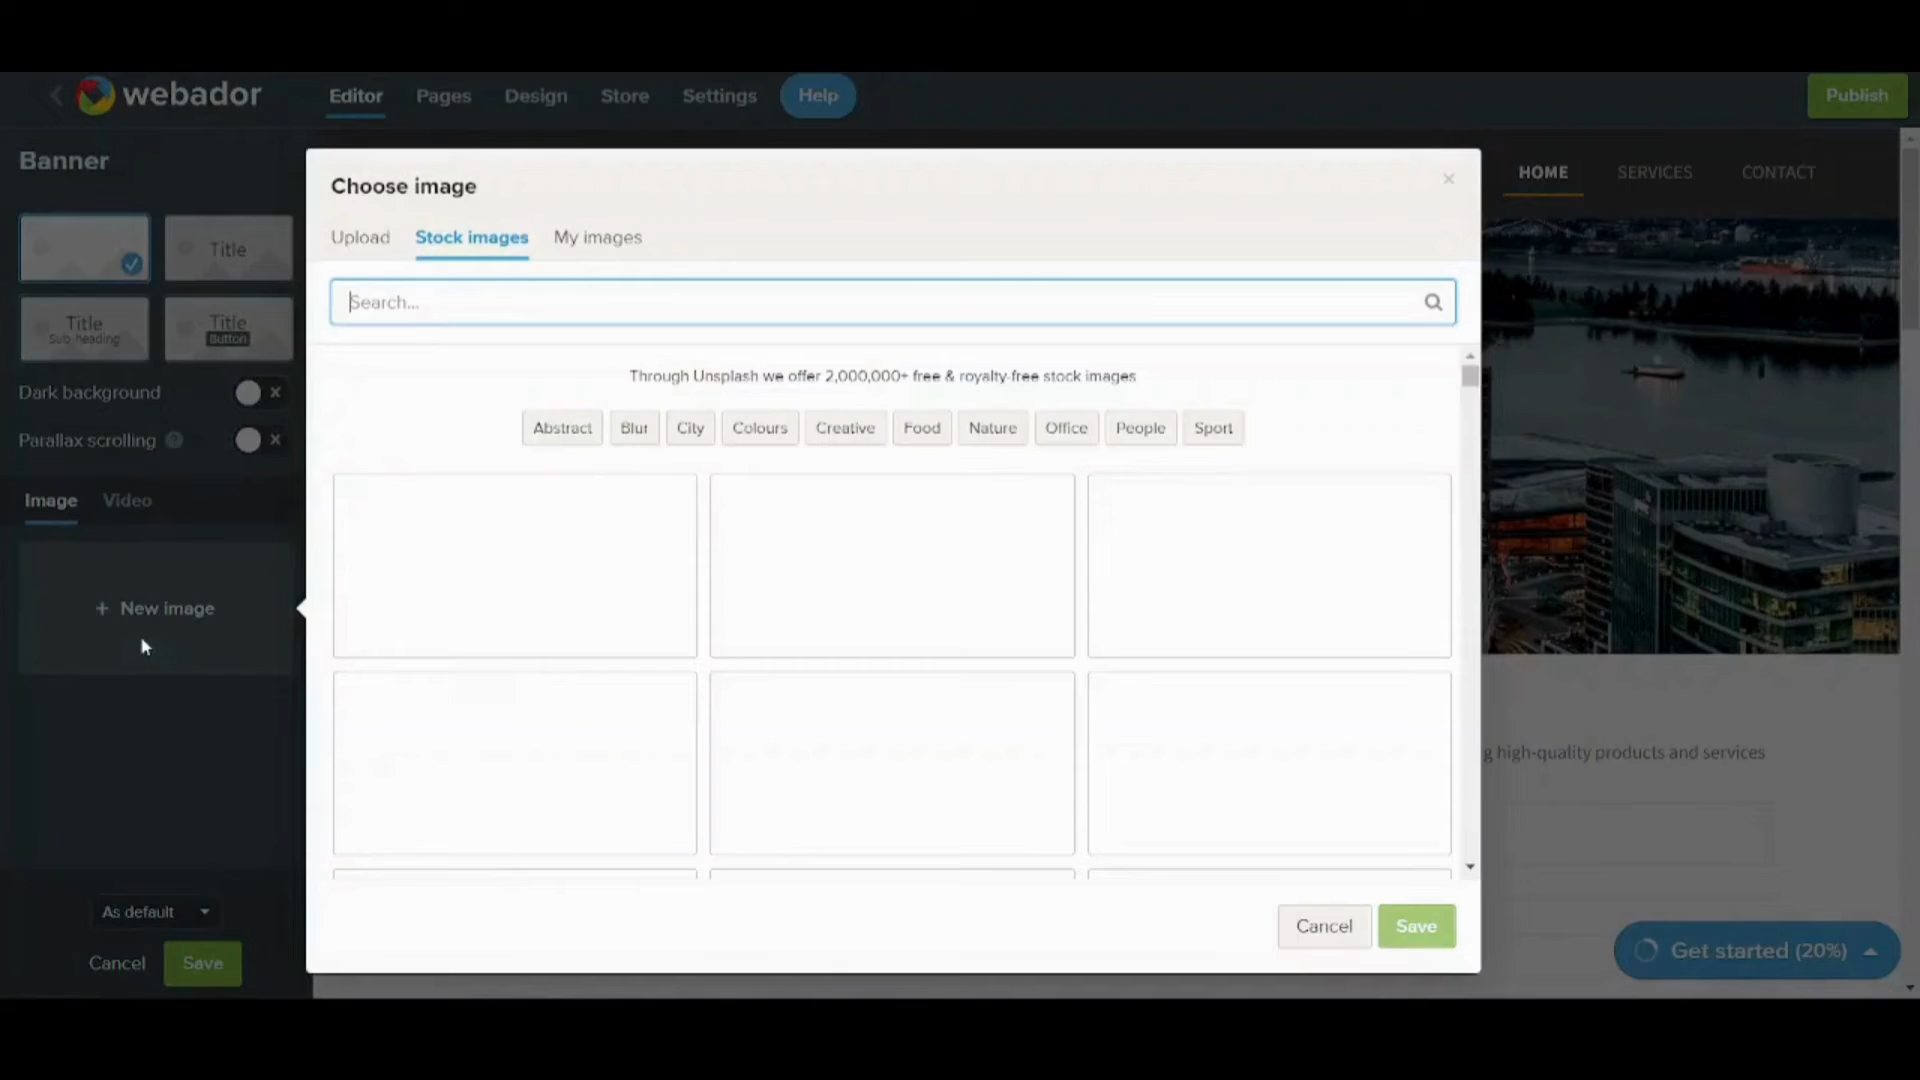 webador
Editor Pages Design Store Settings Help
Publish
Banner
Title
Title
Sub heading
Title
Button
Dark background
Parallax scrolling ?
Image Video
+ New image
As default
Cancel Save
Choose image
Upload Stock images My images
Search...
Through Unsplash we offer 2,000,000+ free & royalty-free stock images
Abstract Blur City Colours Creative Food Nature Office People Sport
Cancel Save
HOME SERVICES CONTACT
g high-quality products and services
Get started (20%)